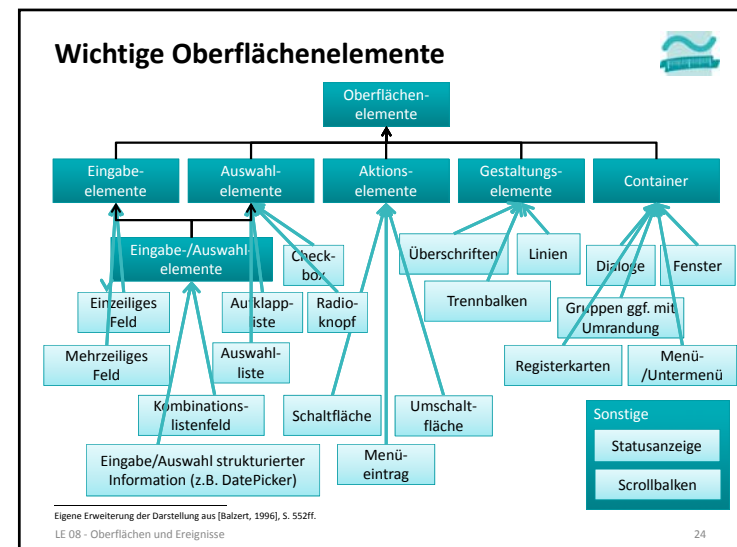 Wichtige Oberflächenelemente
Oberflächen-
elemente
Eingabe-
elemente
Auswahl-
elemente
Aktions-
elemente
Gestaltungs-
elemente
Container
Eingabe-/Auswahl-
elemente
Check-
box
Überschriften
Linien
Dialoge
Fenster
Einzeiliges
Feld
Aufklapp-
liste
Radio-
knopf
Trennbalken
Gruppen ggf. mit
Umrandung
Mehrzeiliges
Feld
Auswahl-
liste
Registerkarten
Menü-
/Untermenü
Kombinations-
listenfeld
Schaltfläche
Umschalt-
fläche
Sonstige
Statusanzeige
Scrollbalken
Eingabe/Auswahl strukturierter
Information (z.B. DatePicker)
Menü-
eintrag
Eigene Erweiterung der Darstellung aus [Balzert, 1996], S. 552ff.
LE 08 - Oberflächen und Ereignisse
24